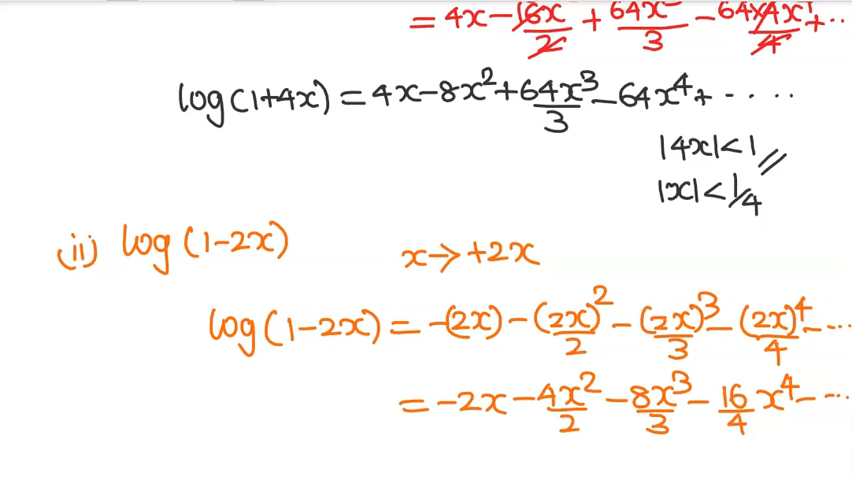 = 4x - 16x/2 + 64x/3 - 64x4x/4 + ...
log(1+4x) = 4x - 8x² + 64x³/3 - 64x⁴ + ....
|4x| < 1 //
|x| < 1/4
(ii) log(1-2x) x → +2x
log(1-2x) = -(2x) - (2x)²/2 - (2x)³/3 - (2x)⁴/4 - ...
= -2x - 4x²/2 - 8x³/3 - 16/4 x⁴ - ...